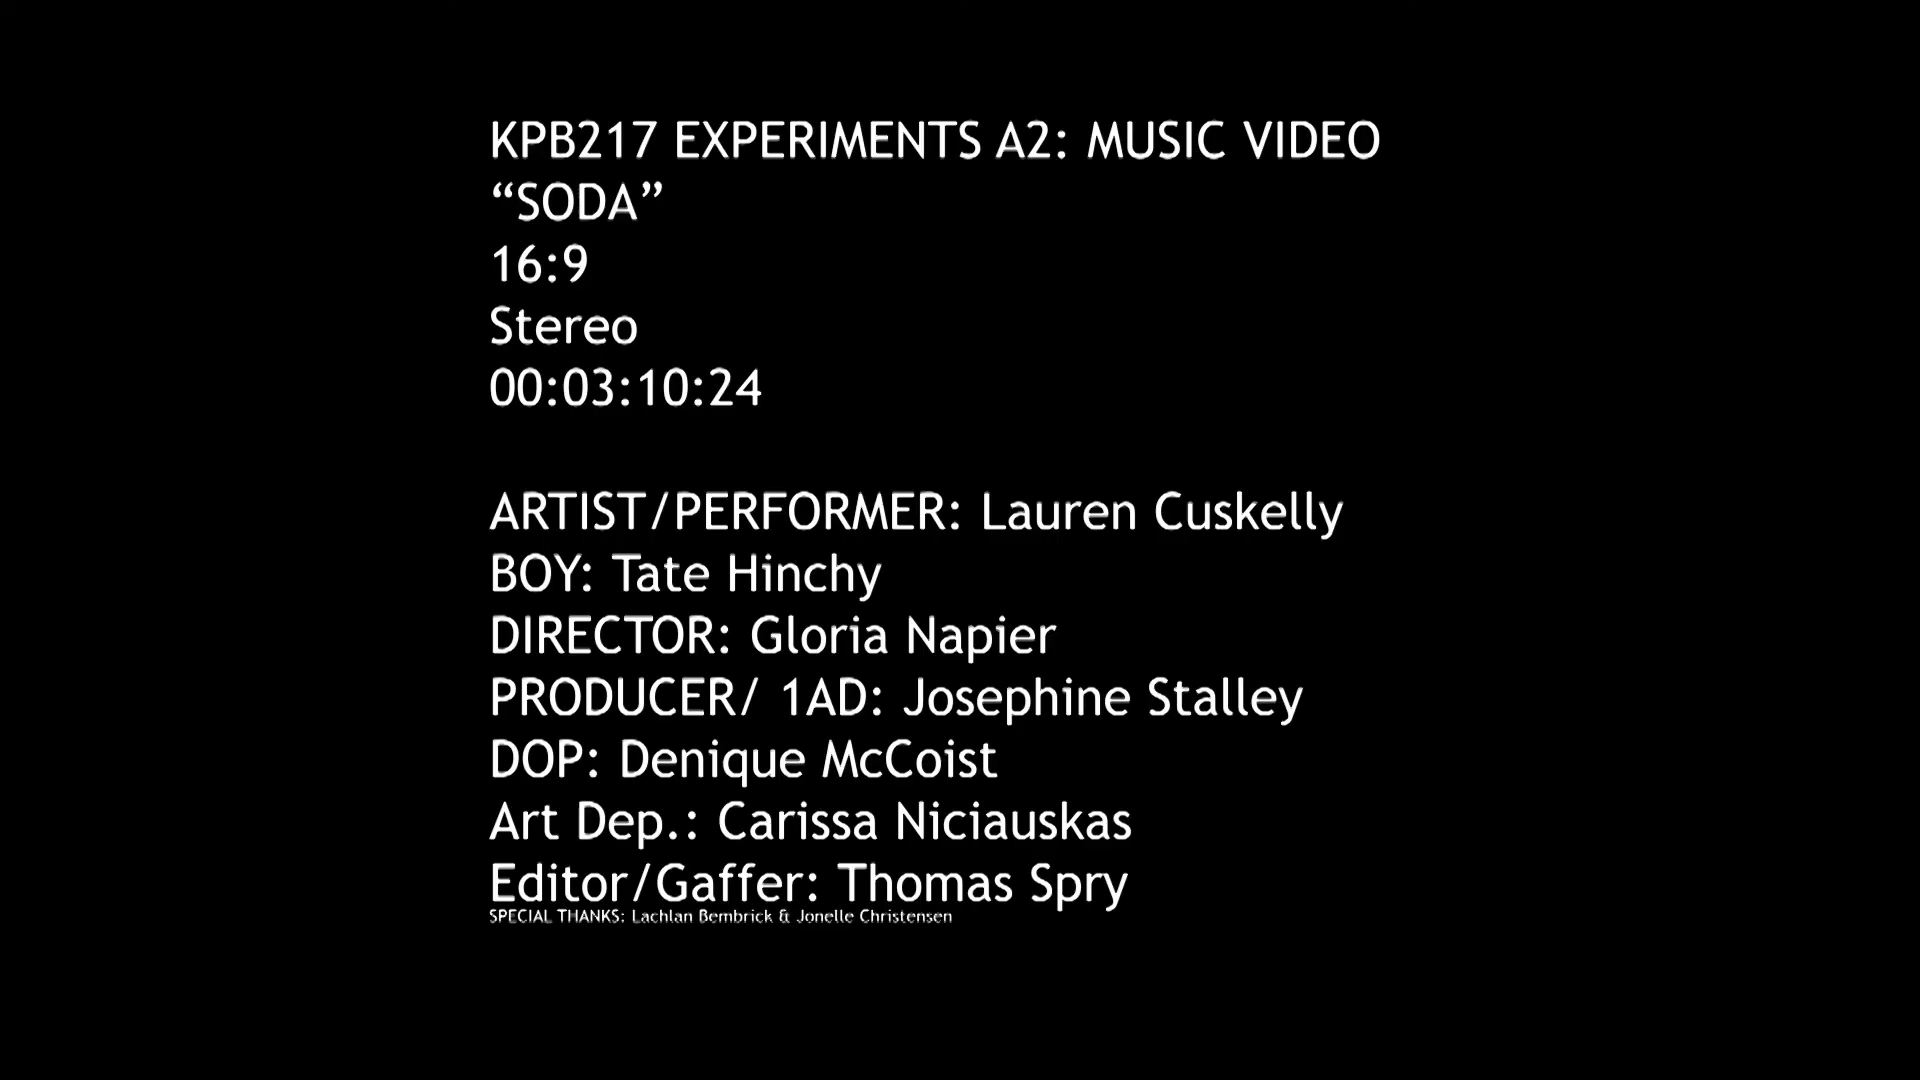 KPB217 EXPERIMENTS A2: MUSIC VIDEO
“SODA”
16:9
Stereo
00:03:10:24
ARTIST/PERFORMER: Lauren Cuskelly
BOY: Tate Hinchy
DIRECTOR: Gloria Napier
PRODUCER/ 1AD: Josephine Stalley
DOP: Denique McCoist
Art Dep.: Carissa Niciauskas
Editor/Gaffer: Thomas Spry
SPECIAL THANKS: Lachlan Bembrick & Jonelle Christensen